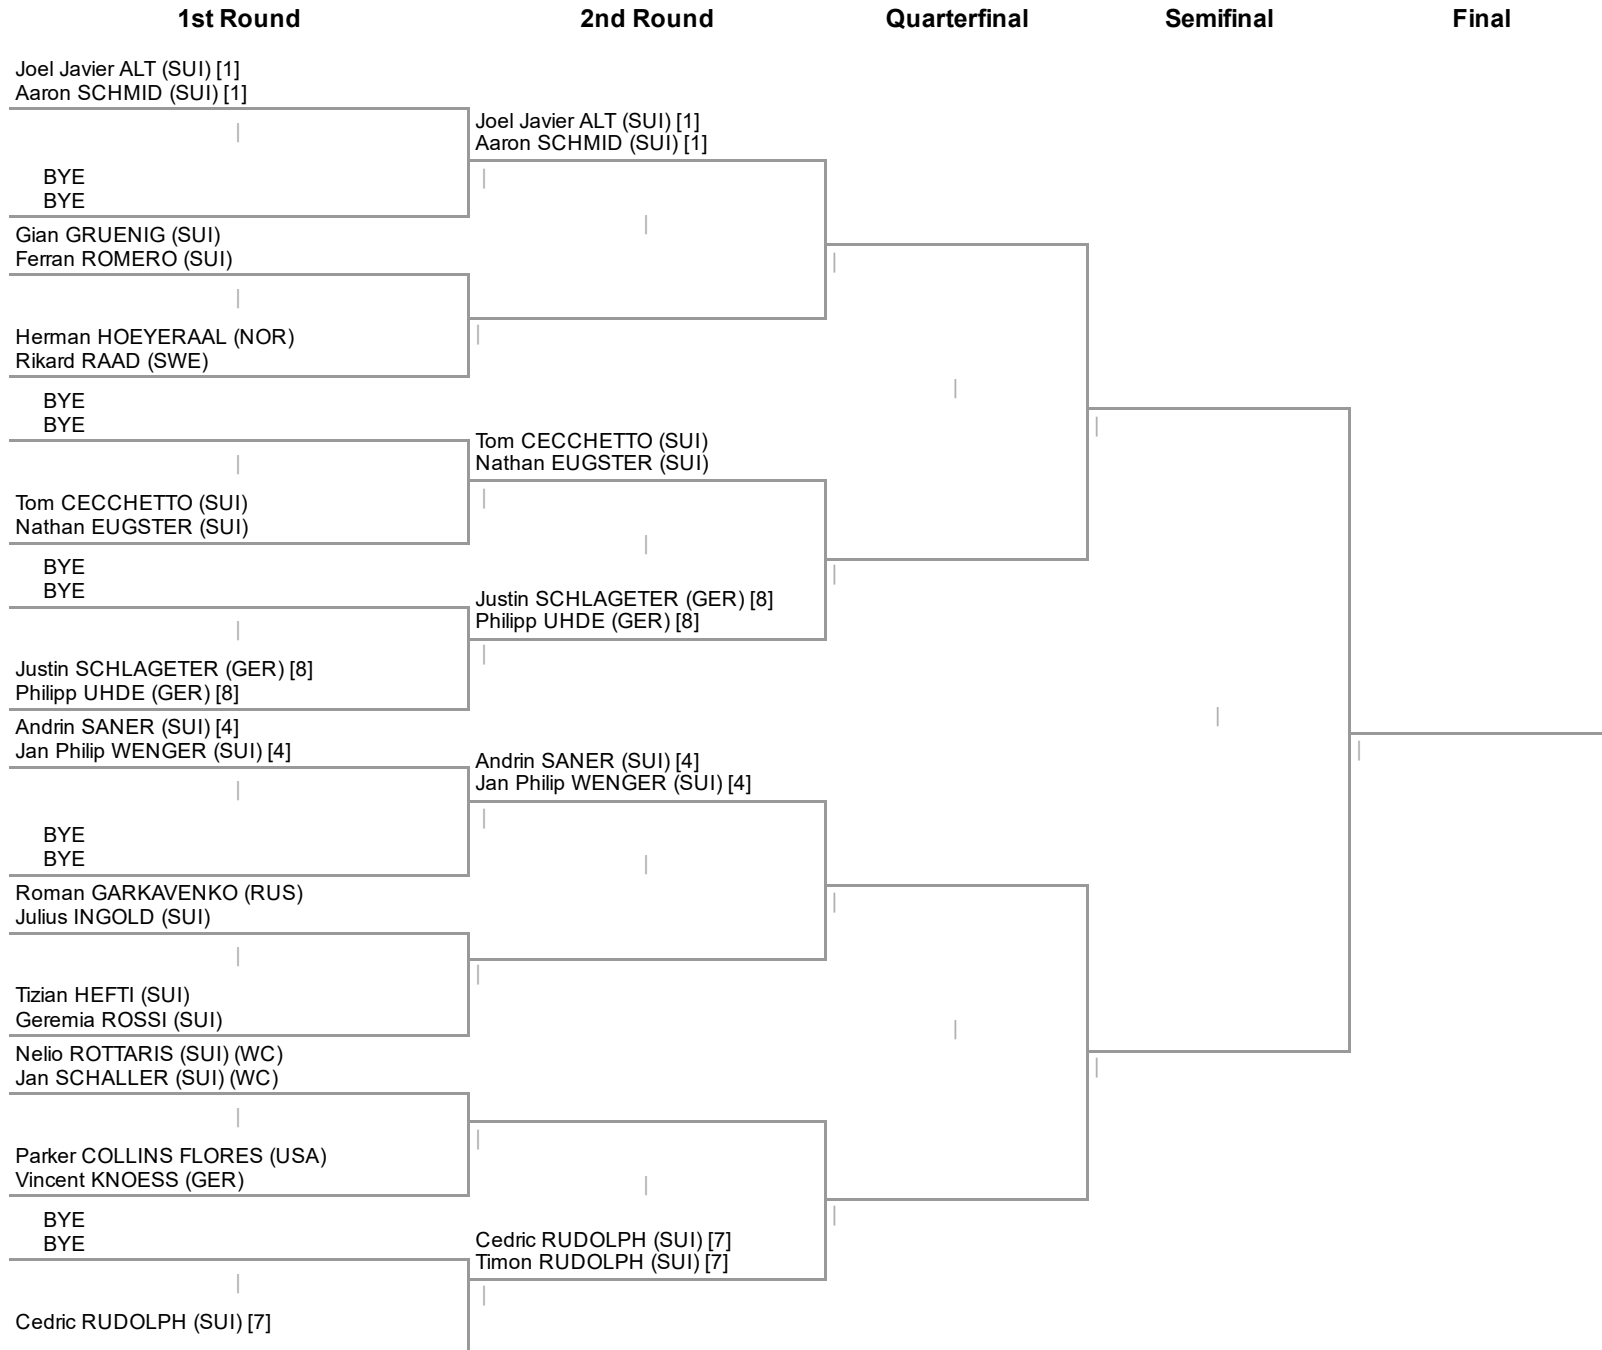 1st Round
2nd Round
Quarterfinal
Semifinal
Final
Joel Javier ALT (SUI) [1]
Aaron SCHMID (SUI) [1]
Joel Javier ALT (SUI) [1]
Aaron SCHMID (SUI) [1]
BYE
BYE
Gian GRUENIG (SUI)
Ferran ROMERO (SUI)
Herman HOEYERAAL (NOR)
Rikard RAAD (SWE)
BYE
BYE
Tom CECCHETTO (SUI)
Nathan EUGSTER (SUI)
Tom CECCHETTO (SUI)
Nathan EUGSTER (SUI)
BYE
BYE
Justin SCHLAGETER (GER) [8]
Philipp UHDE (GER) [8]
Justin SCHLAGETER (GER) [8]
Philipp UHDE (GER) [8]
Andrin SANER (SUI) [4]
Jan Philip WENGER (SUI) [4]
Andrin SANER (SUI) [4]
Jan Philip WENGER (SUI) [4]
BYE
BYE
Roman GARKAVENKO (RUS)
Julius INGOLD (SUI)
Tizian HEFTI (SUI)
Geremia ROSSI (SUI)
Nelio ROTTARIS (SUI) (WC)
Jan SCHALLER (SUI) (WC)
Parker COLLINS FLORES (USA)
Vincent KNOESS (GER)
BYE
BYE
Cedric RUDOLPH (SUI) [7]
Timon RUDOLPH (SUI) [7]
Cedric RUDOLPH (SUI) [7]